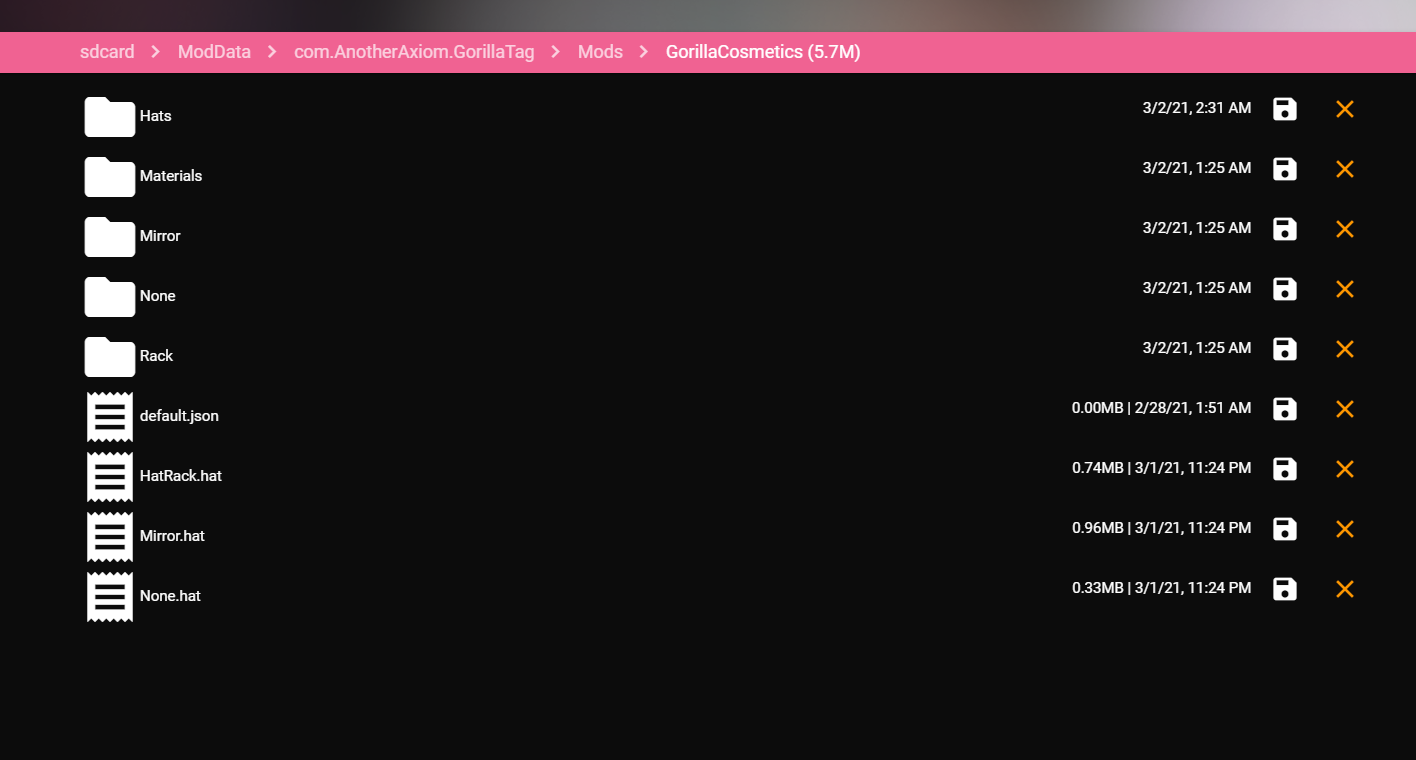 sdcard > ModData > com.AnotherAxiom.GorillaTag > Mods > GorillaCosmetics (5.7M)
Hats 3/2/21, 2:31 AM
Materials 3/2/21, 1:25 AM
Mirror 3/2/21, 1:25 AM
None 3/2/21, 1:25 AM
Rack 3/2/21, 1:25 AM
default.json 0.00MB | 2/28/21, 1:51 AM
HatRack.hat 0.74MB | 3/1/21, 11:24 PM
Mirror.hat 0.96MB | 3/1/21, 11:24 PM
None.hat 0.33MB | 3/1/21, 11:24 PM